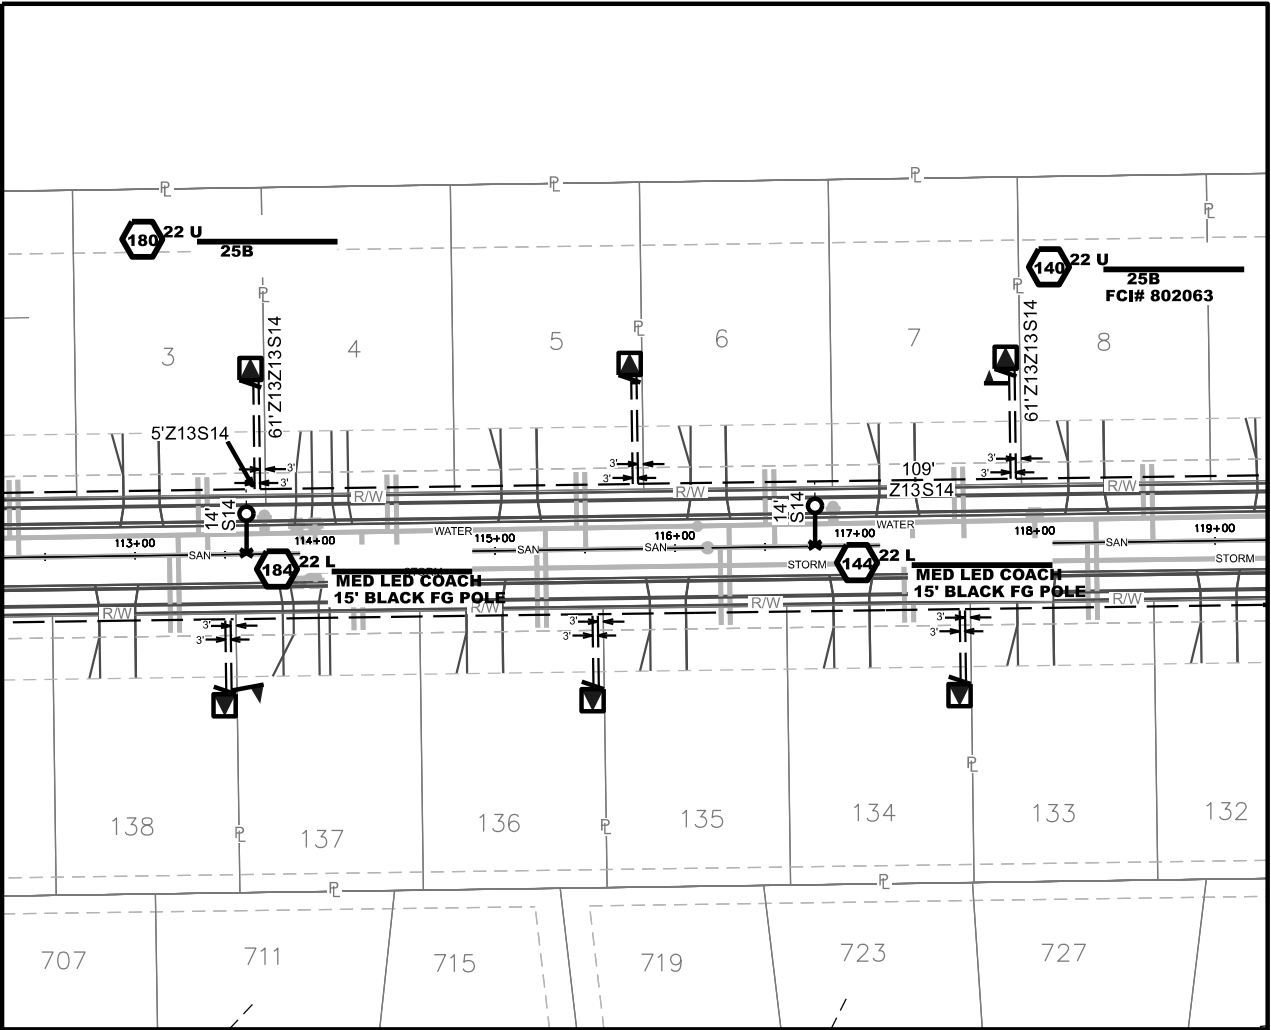 PL
PL
PL
PL
180
22 U
25B
140
22 U
25B
FCI# 802063
PL
PL
PL
3
4
5
6
7
8
61'Z13Z13S14
61'Z13Z13S14
5'Z13S14
3'
3'
3'
3'
3'
3'
109'
Z13S14
R/W
R/W
R/W
14'
S14
14'
S14
WATER
WATER
113+00
114+00
115+00
116+00
117+00
118+00
119+00
SAN
SAN
SAN
SAN
STORM
STORM
STORM
184
22 L
MED LED COACH
15' BLACK FG POLE
144
22 L
MED LED COACH
15' BLACK FG POLE
R/W
R/W
R/W
R/W
3'
3'
3'
3'
3'
3'
PL
PL
PL
138
137
136
135
134
133
132
PL
PL
707
711
715
719
723
727